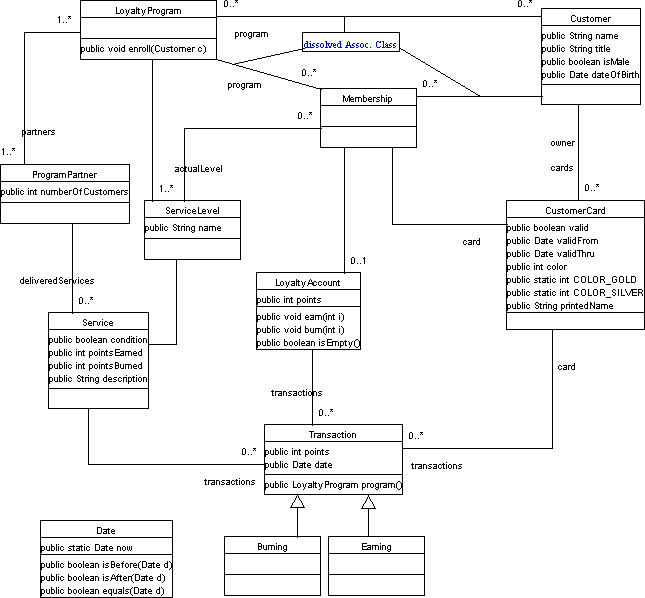 LoyaltyProgram
public void enroll(Customer c)
0..*
0..*
Customer
public String name
public String title
public boolean isMale
public Date dateOfBirth
1..*
program
dissolved Assoc. Class
program
0..*
0..*
Membership
0..*
partners
1..*
ProgramPartner
public int numberOfCustomers
actualLevel
1..*
ServiceLevel
public String name
owner
cards
0..*
CustomerCard
public boolean valid
public Date validFrom
public Date validThru
public int color
public static int COLOR_GOLD
public static int COLOR_SILVER
public String printedName
card
0..1
LoyaltyAccount
public int points
public void earn(int i)
public void burn(int i)
public boolean isEmpty()
deliveredServices
0..*
Service
public boolean condition
public int pointsEarned
public int pointsBurned
public String description
card
transactions
0..*
Transaction
public int points
public Date date
public LoyaltyProgram program()
0..*
transactions
0..*
transactions
Date
public static Date now
public boolean isBefore(Date d)
public boolean isAfter(Date d)
public boolean equals(Date d)
Burning
Earning